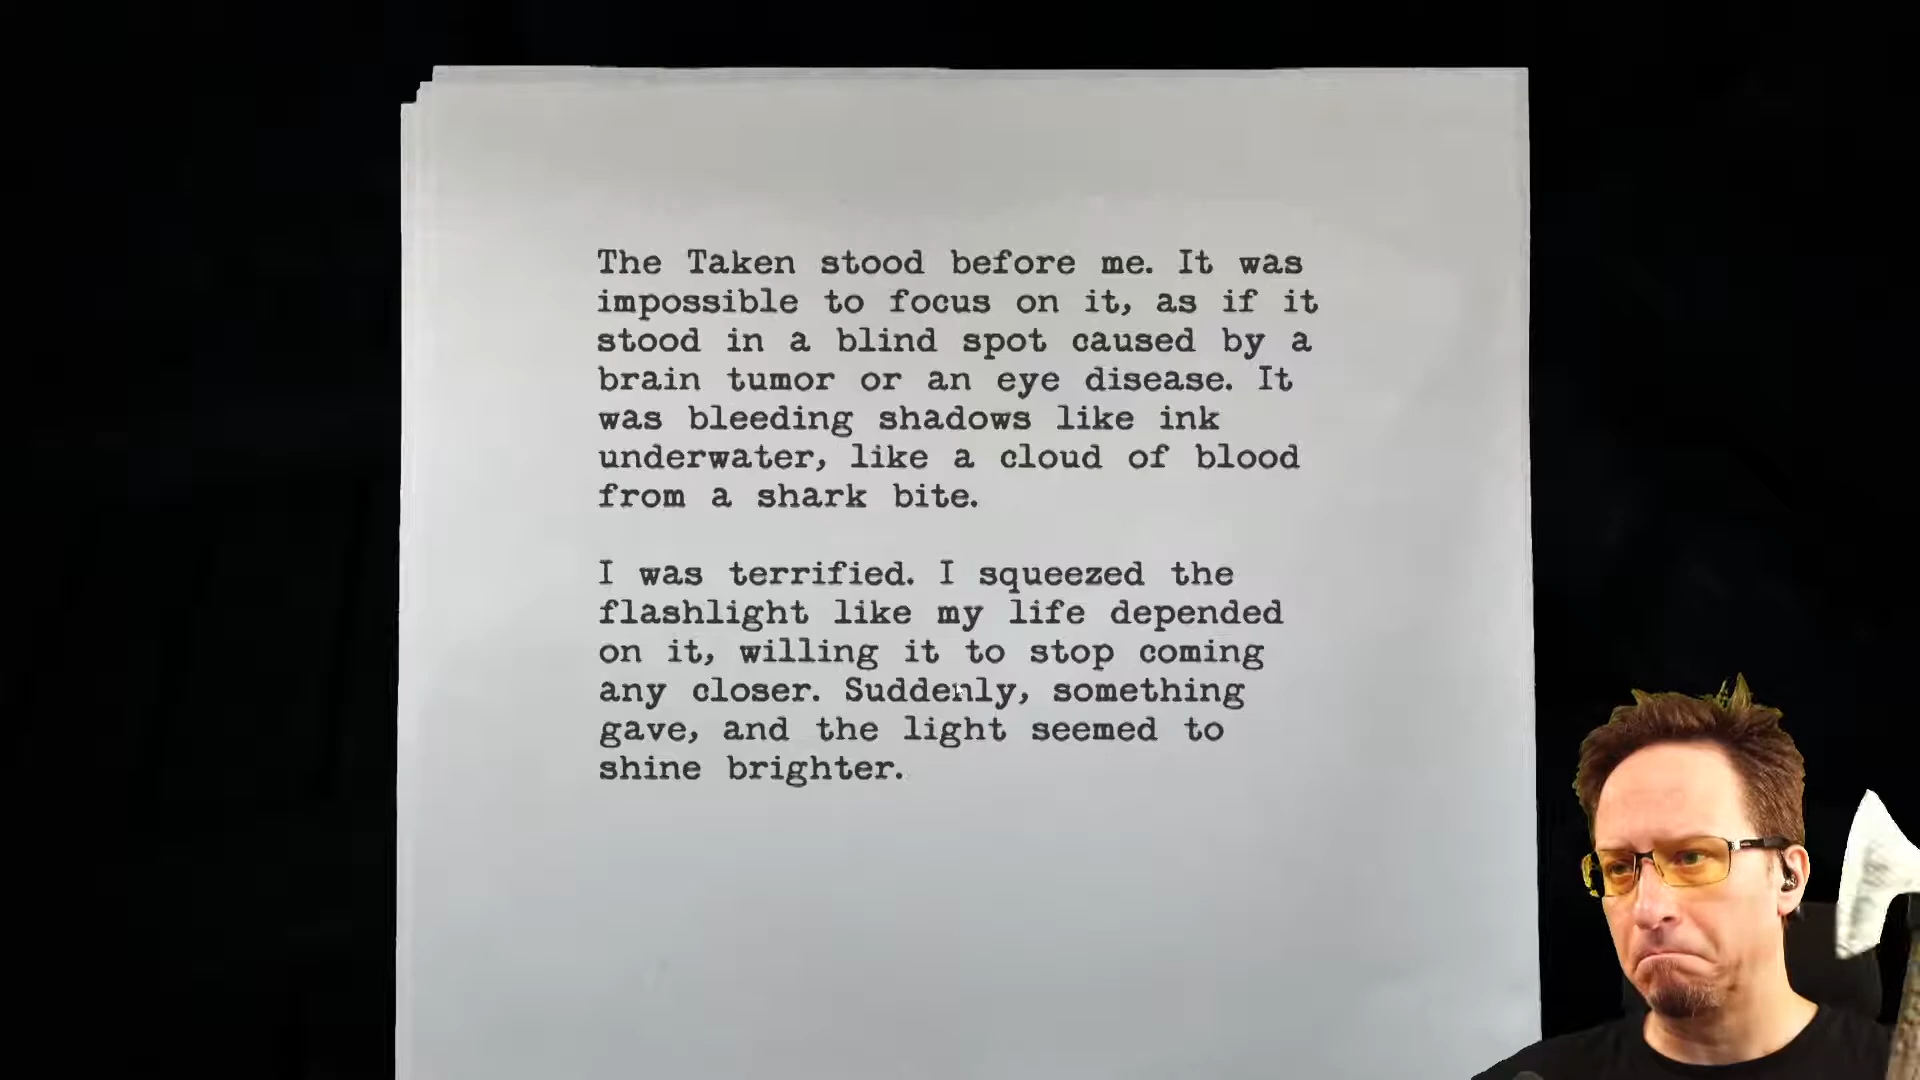 The Taken stood before me. It was
impossible to focus on it, as if it
stood in a blind spot caused by a
brain tumor or an eye disease. It
was bleeding shadows like ink
underwater, like a cloud of blood
from a shark bite.
I was terrified. I squeezed the
flashlight like my life depended
on it, willing it to stop coming
any closer. Suddenly, something
gave, and the light seemed to
shine brighter.